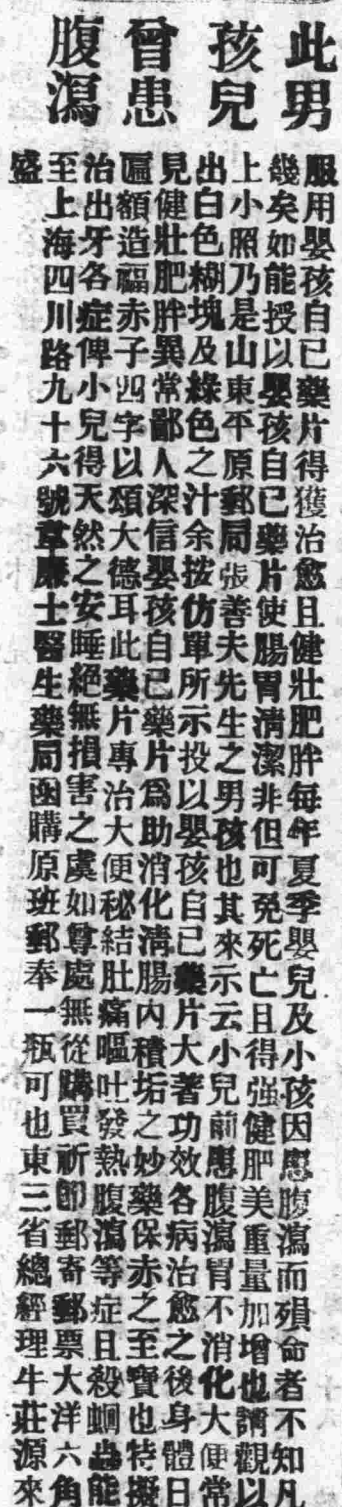 此男
孩兒
曾患
腹瀉
服用嬰孩自己藥片得獲治愈且健壯肥胖每年夏季嬰兒及小孩因患腹瀉而殞命者不知凡
幾矣如能授以嬰孩自己藥片使腸胃清潔非但可免死亡且得强健肥美重量加增也請觀以
上小照乃是山東平原郵局張善夫先生之男孩也其來示云小兒前患腹瀉胃不消化大便常
出白色糊塊及綠色之汁余按仿單所示投以嬰孩自己藥片大著功效各病治愈之後身體日
見健壯肥胖異常鄙人深信嬰孩自己藥片爲助消化清腸內積垢之妙藥保赤之至寶也特擬
匾額造福赤子四字以頌大德耳此藥片專治大便秘結肚痛嘔吐發熱腹瀉等症且殺蛔蟲能
治出牙各症俾小兒得天然之安睡絕無損害之虞如尊處無從購買祈即郵寄郵票大洋六角
至上海四川路九十六號韋廉士醫生藥局函購原班郵奉一瓶可也東三省總經理牛莊源來
盛